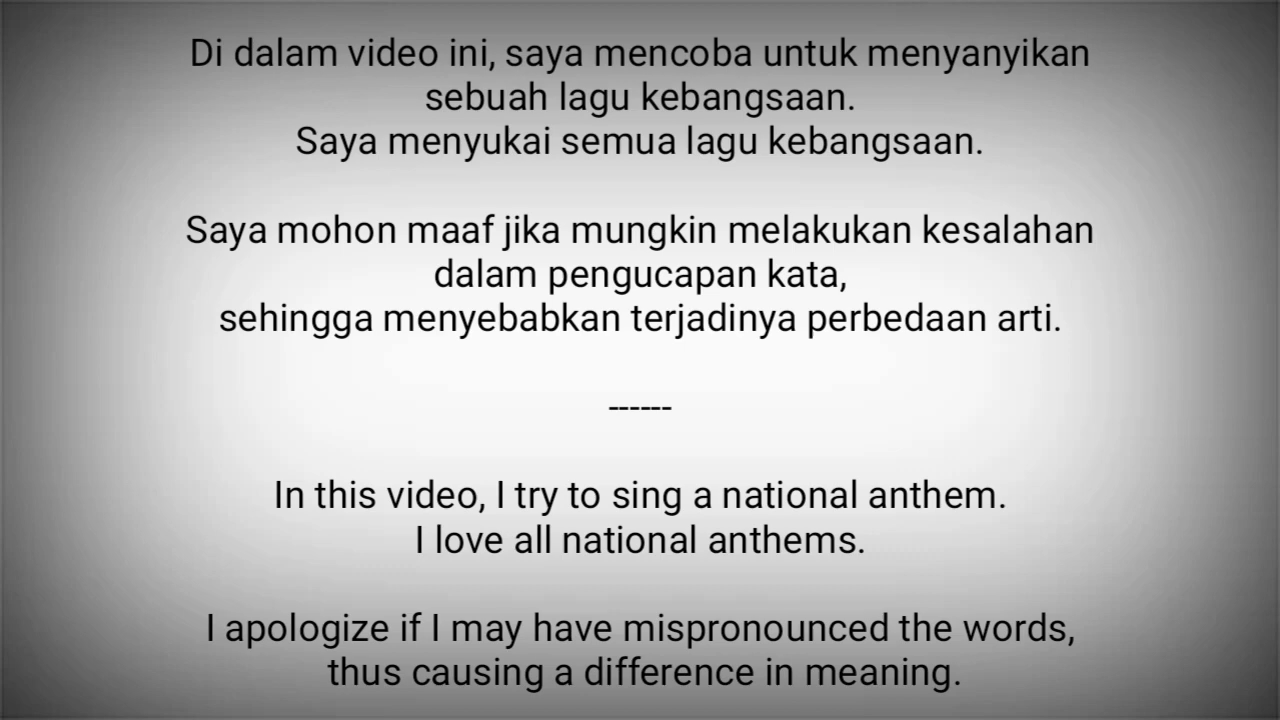 Di dalam video ini, saya mencoba untuk menyanyikan
sebuah lagu kebangsaan.
Saya menyukai semua lagu kebangsaan.
Saya mohon maaf jika mungkin melakukan kesalahan
dalam pengucapan kata,
sehingga menyebabkan terjadinya perbedaan arti.
------
In this video, I try to sing a national anthem.
I love all national anthems.
I apologize if I may have mispronounced the words,
thus causing a difference in meaning.